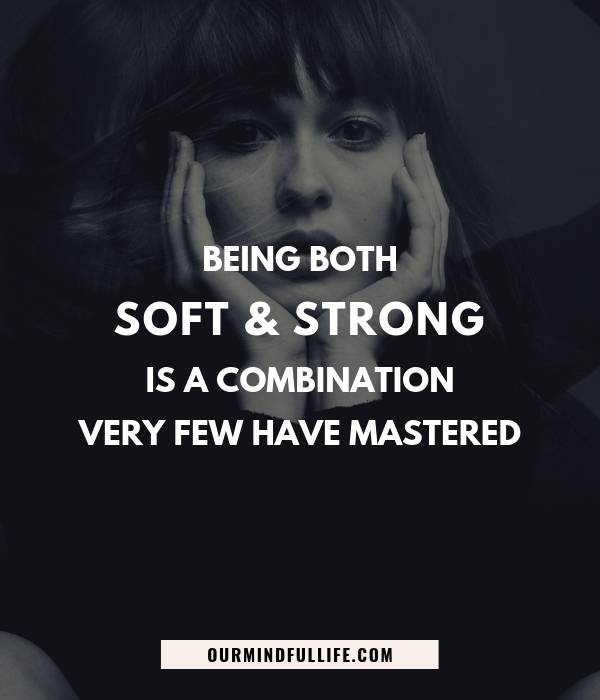 BEING BOTH
SOFT & STRONG
IS A COMBINATION
VERY FEW HAVE MASTERED
OURMINDFULLIFE.COM